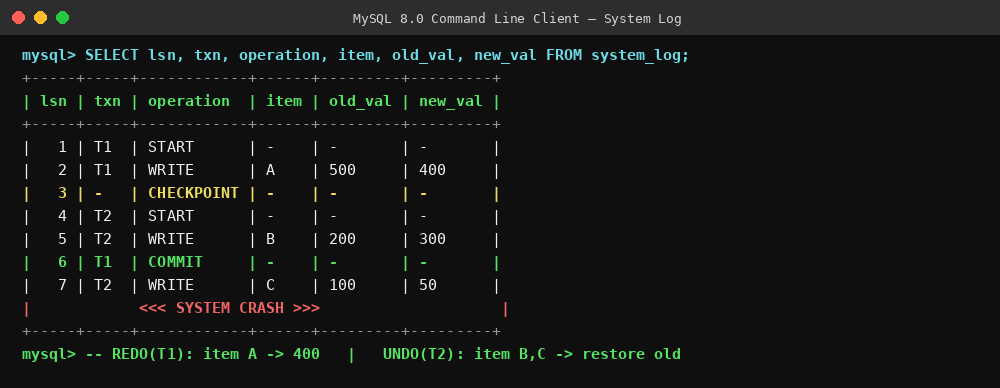 MySQL 8.0 Command Line Client — System Log
mysql> SELECT lsn, txn, operation, item, old_val, new_val FROM system_log;
+-----+-----+------------+------+---------+---------+
| lsn | txn | operation  | item | old_val | new_val |
+-----+-----+------------+------+---------+---------+
|   1 | T1  | START      | -    | -       | -       |
|   2 | T1  | WRITE      | A    | 500     | 400     |
|   3 | -   | CHECKPOINT | -    | -       | -       |
|   4 | T2  | START      | -    | -       | -       |
|   5 | T2  | WRITE      | B    | 200     | 300     |
|   6 | T1  | COMMIT     | -    | -       | -       |
|   7 | T2  | WRITE      | C    | 100     | 50      |
|            <<< SYSTEM CRASH >>>                    |
+-----+-----+------------+------+---------+---------+
mysql> -- REDO(T1): item A -> 400   |   UNDO(T2): item B,C -> restore old